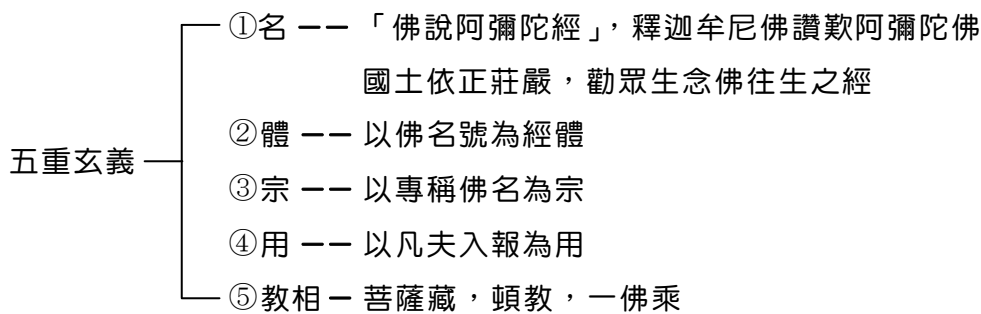 五重玄義
①名 －－ 「佛說阿彌陀經」，釋迦牟尼佛讚歎阿彌陀佛
國土依正莊嚴，勸眾生念佛往生之經
②體 －－ 以佛名號為經體
③宗 －－ 以專稱佛名為宗
④用 －－ 以凡夫入報為用
⑤教相 － 菩薩藏，頓教，一佛乘